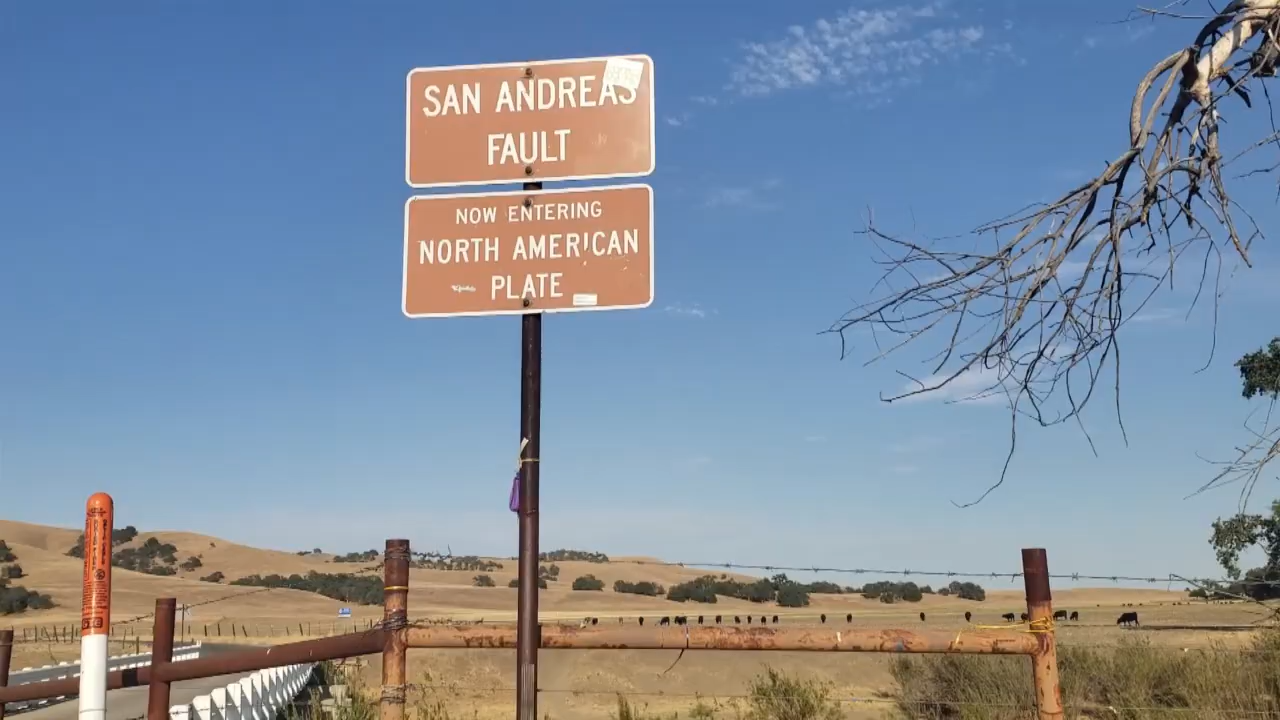 SAN ANDREAS
FAULT
NOW ENTERING
NORTH AMERICAN
PLATE